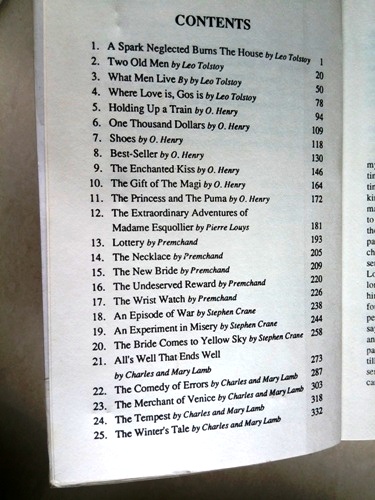 CONTENTS
1. A Spark Neglected Burns The House by Leo Tolstoy 1
2. Two Old Men by Leo Tolstoy 20
3. What Men Live By by Leo Tolstoy 50
4. Where Love is, Gos is by Leo Tolstoy 78
5. Holding Up a Train by O. Henry 94
6. One Thousand Dollars by O. Henry 109
7. Shoes by O. Henry 118
8. Best-Seller by O. Henry 130
9. The Enchanted Kiss by O. Henry 146
10. The Gift of The Magi by O. Henry 164
11. The Princess and The Puma by O. Henry 172
12. The Extraordinary Adventures of
Madame Esquollier by Pierre Louys 181
13. Lottery by Premchand 193
14. The Necklace by Premchand 205
15. The New Bride by Premchand 209
16. The Undeserved Reward by Premchand 220
17. The Wrist Watch by Premchand 226
18. An Episode of War by Stephen Crane 238
19. An Experiment in Misery by Stephen Crane 244
20. The Bride Comes to Yellow Sky by Stephen Crane 258
21. All's Well That Ends Well
by Charles and Mary Lamb 273
22. The Comedy of Errors by Charles and Mary Lamb 287
23. The Merchant of Venice by Charles and Mary Lamb 303
24. The Tempest by Charles and Mary Lamb 318
25. The Winter's Tale by Charles and Mary Lamb 332